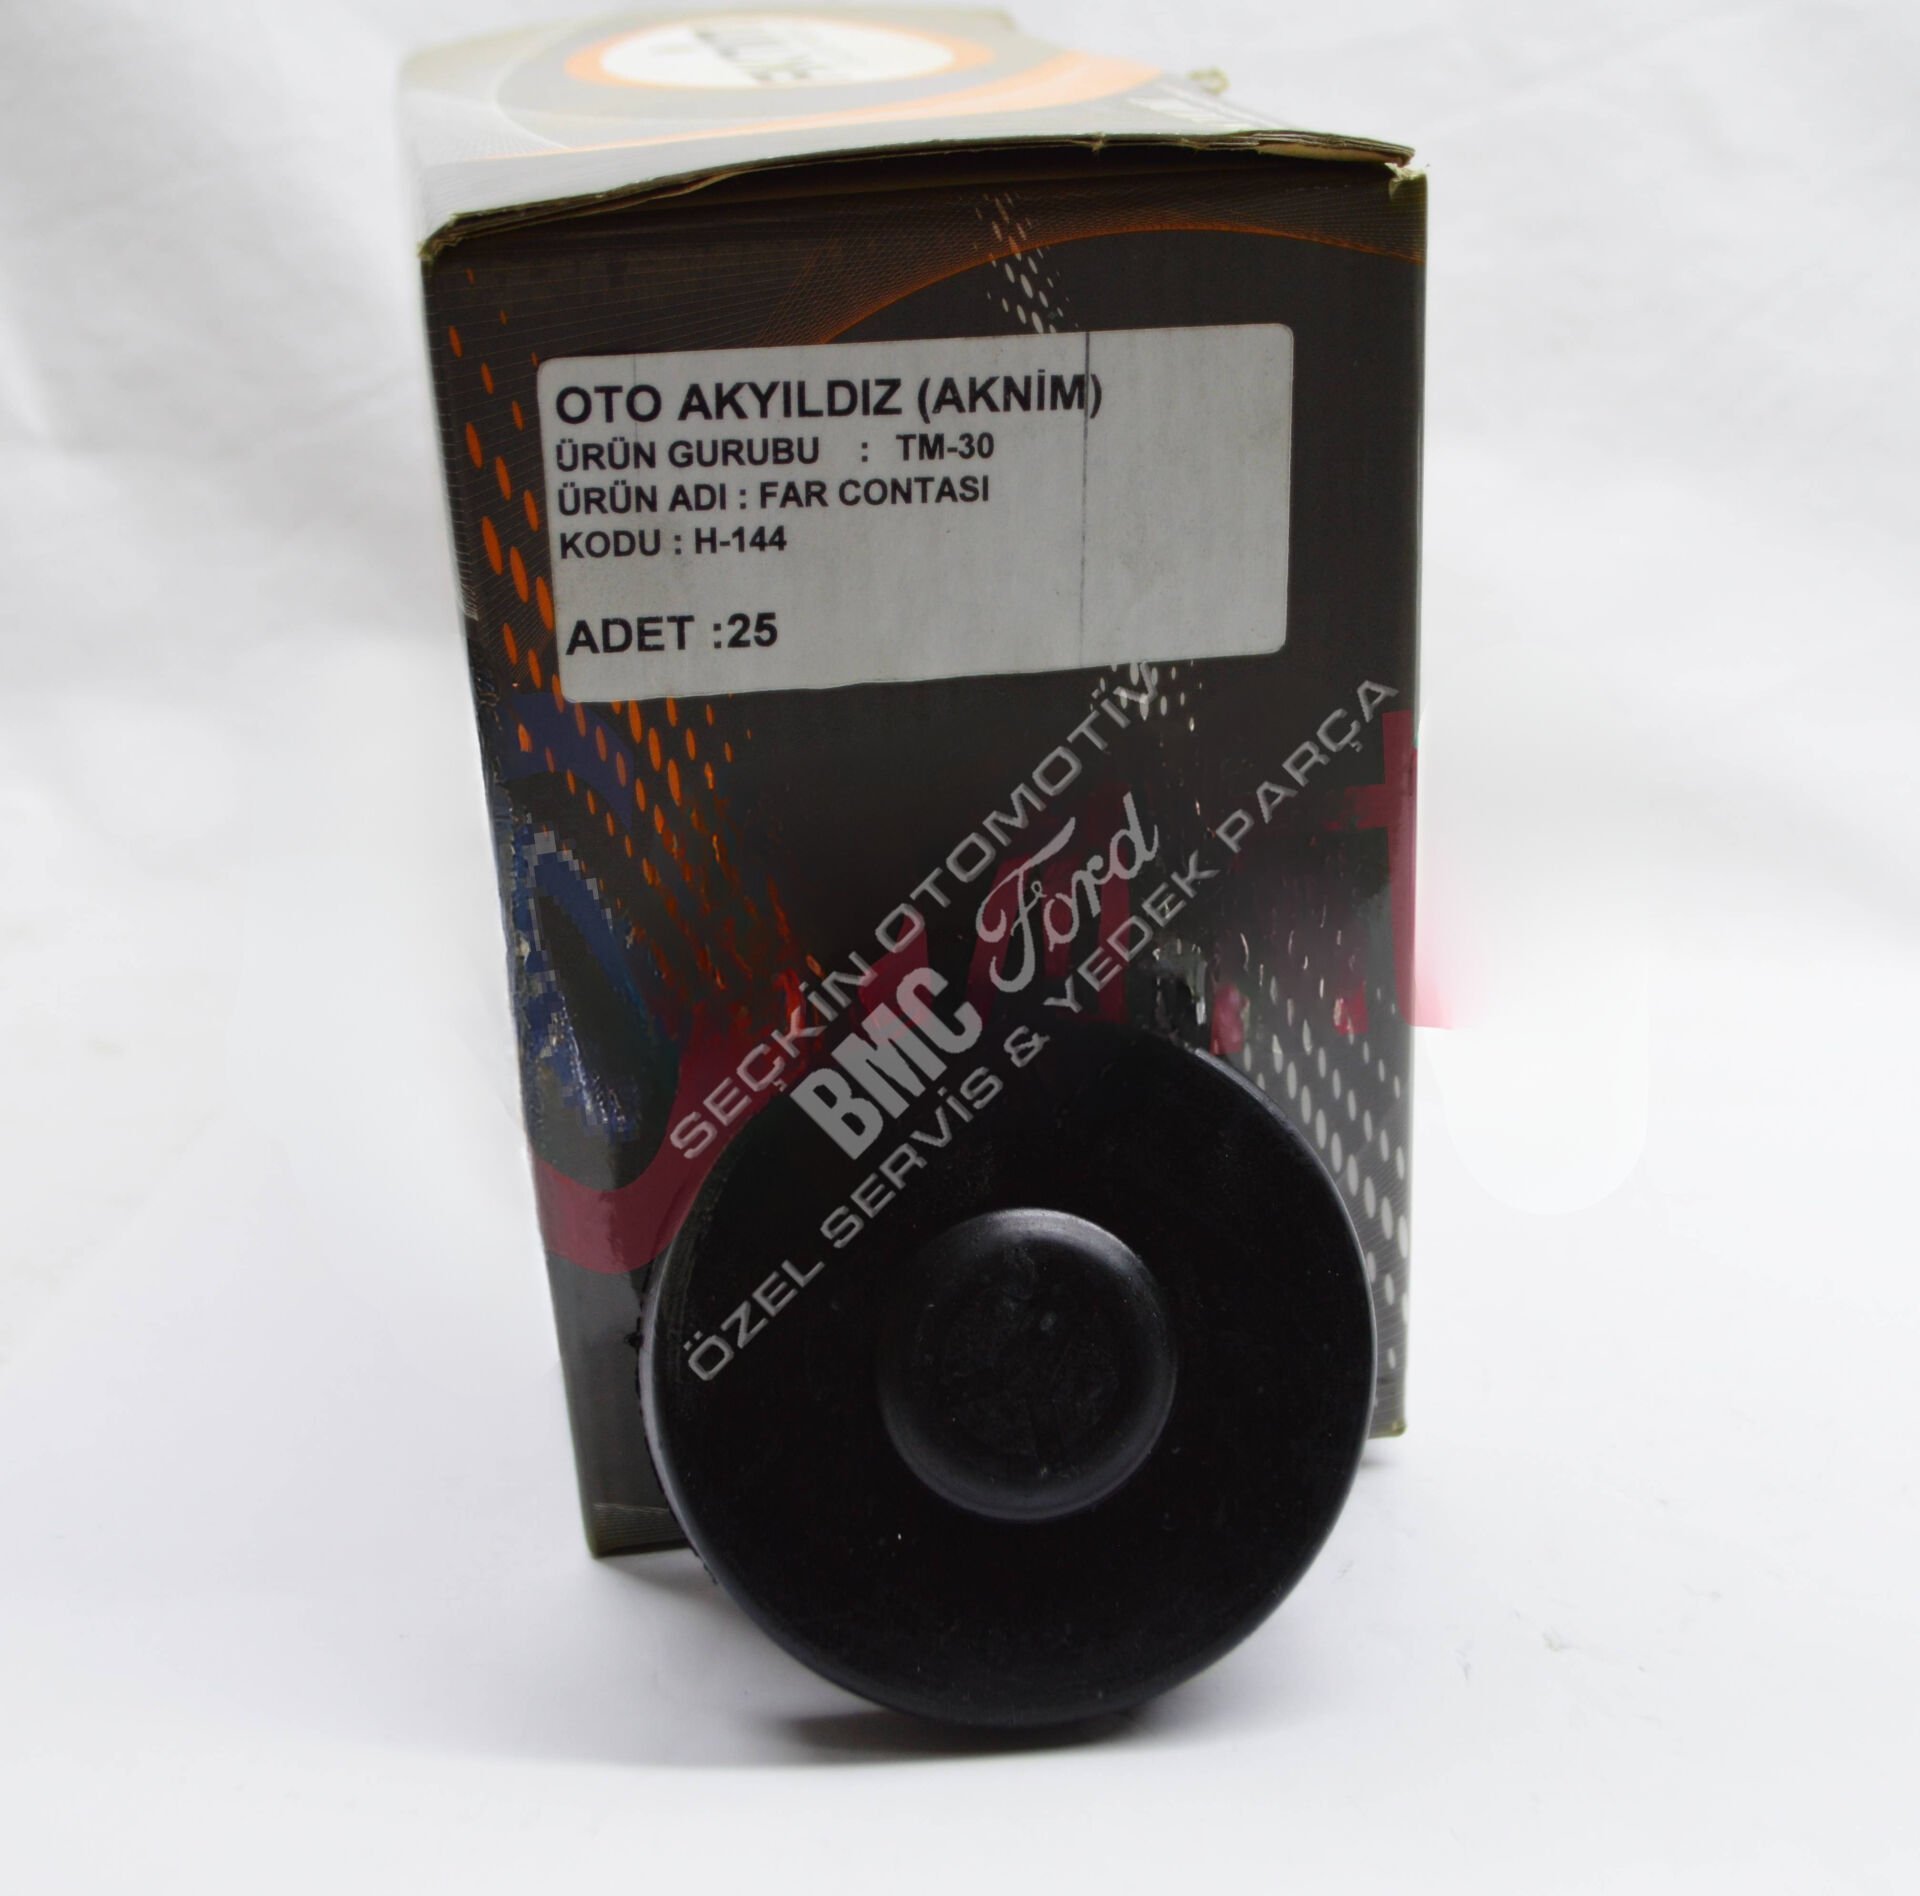 OTO AKYILDIZ (AKNİM)
ÜRÜN GURUBU : TM-30
ÜRÜN ADI : FAR CONTASI
KODU : H-144
ADET :25
SEÇKİN OTOMOTİV
BMC Ford
ÖZEL SERVİS & YEDEK PARÇA